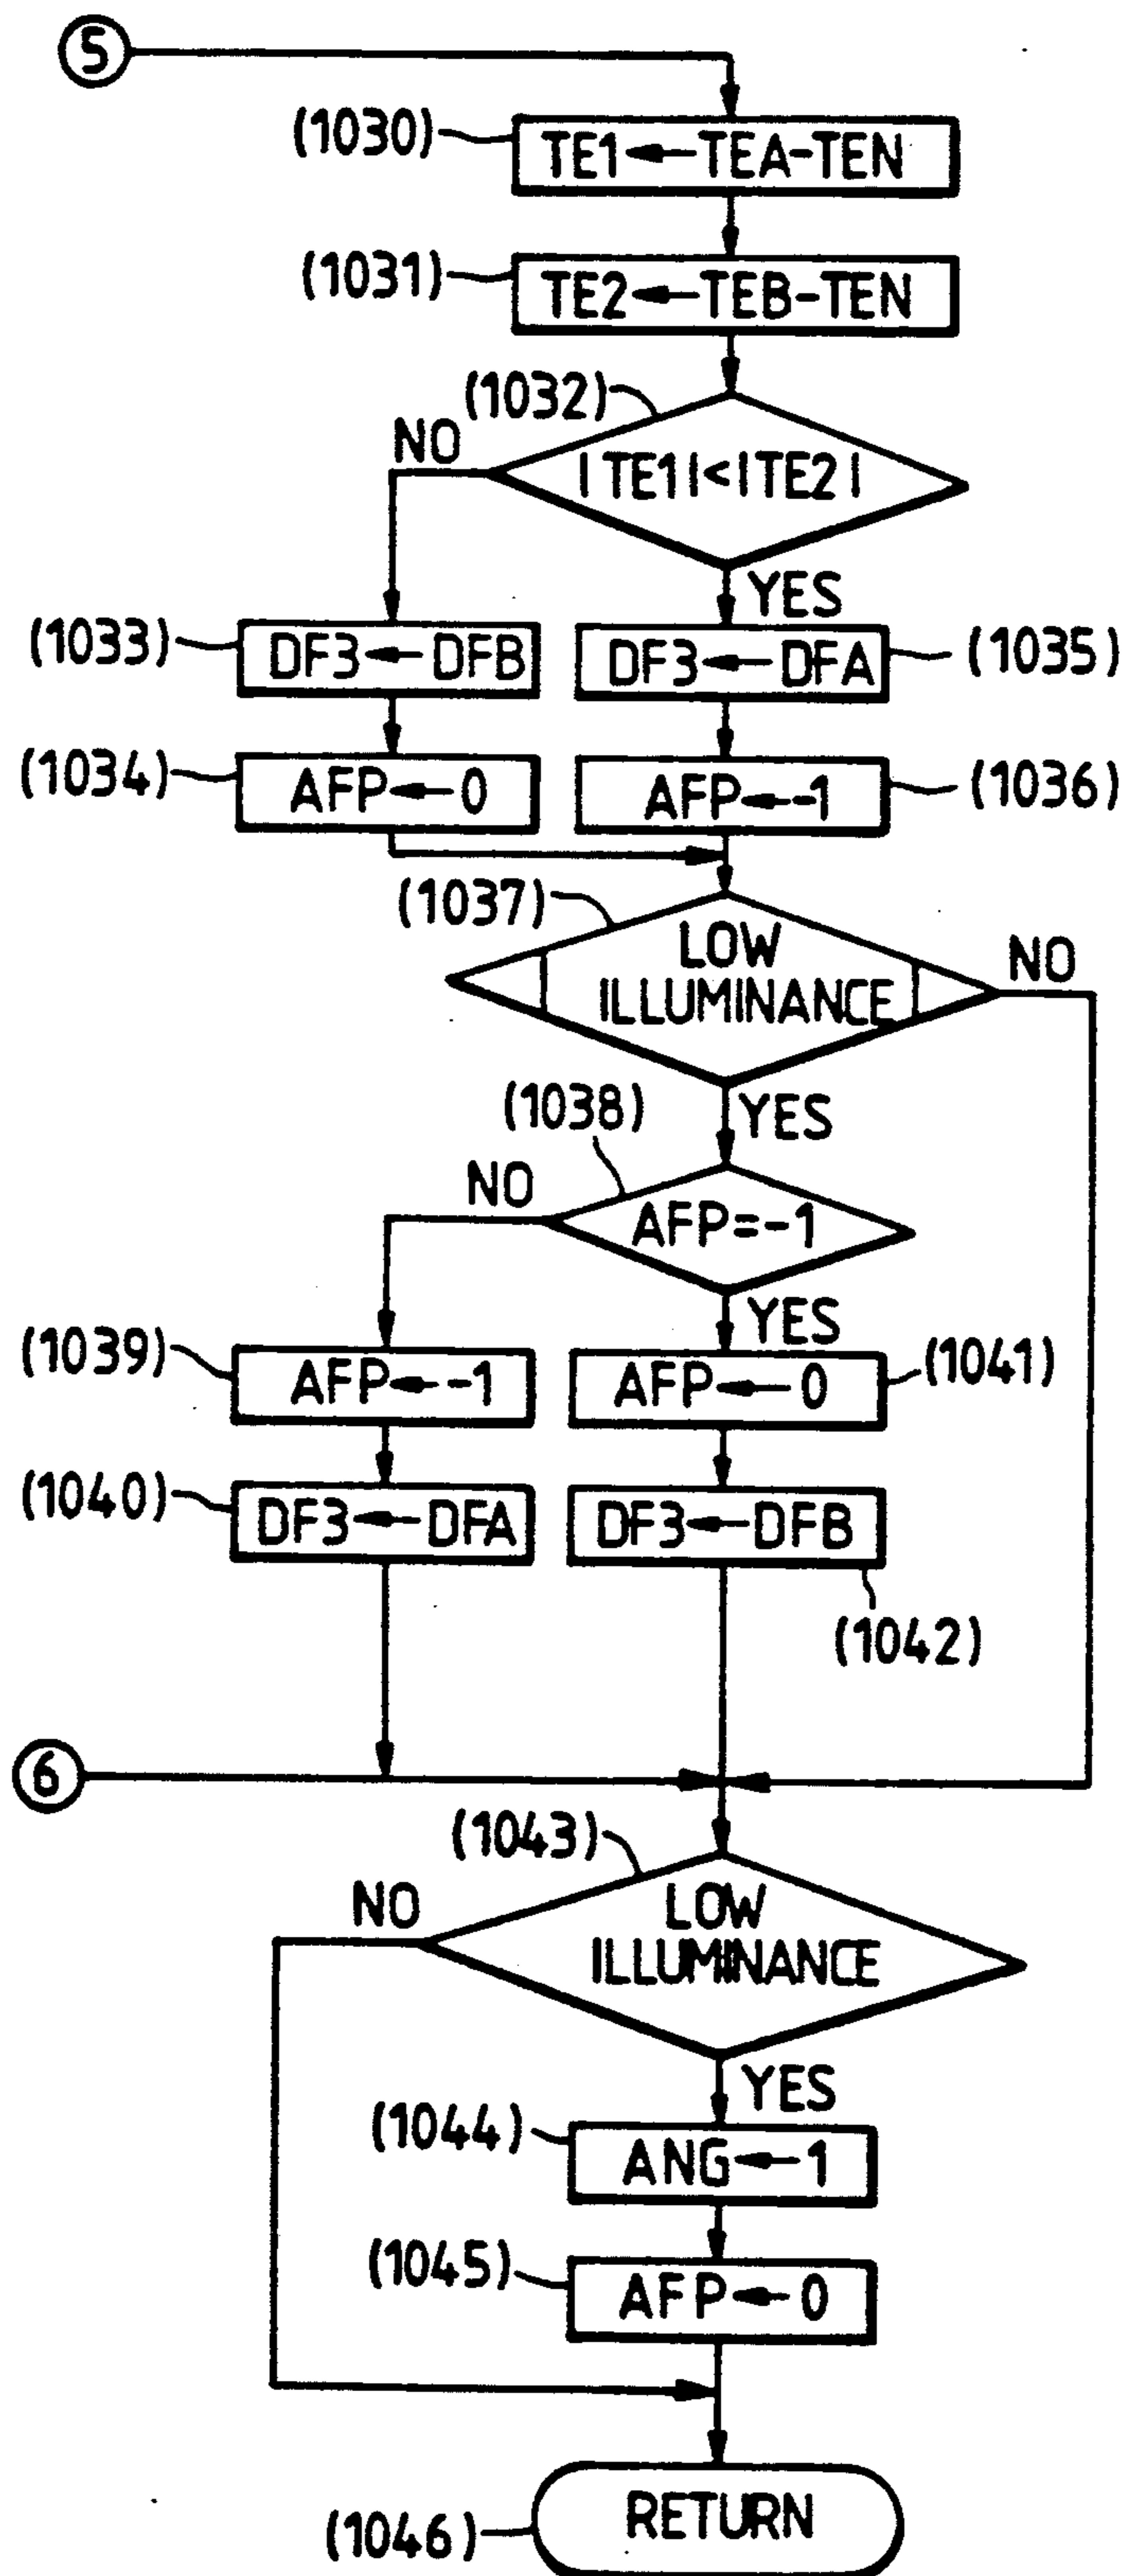 5
(1030)
TE1←TEA-TEN
(1031)
TE2←TEB-TEN
(1032)
NO
|TE1|<|TE2|
YES
(1033)
DF3←DFB
DF3←DFA
(1035)
(1034)
AFP←0
AFP←-1
(1036)
(1037)
LOW
ILLUMINANCE
NO
YES
(1038)
NO
AFP=-1
YES
(1039)
AFP←-1
AFP←0
(1041)
(1040)
DF3←DFA
DF3←DFB
(1042)
6
(1043)
NO
LOW
ILLUMINANCE
YES
(1044)
ANG←1
(1045)
AFP←0
RETURN
(1046)